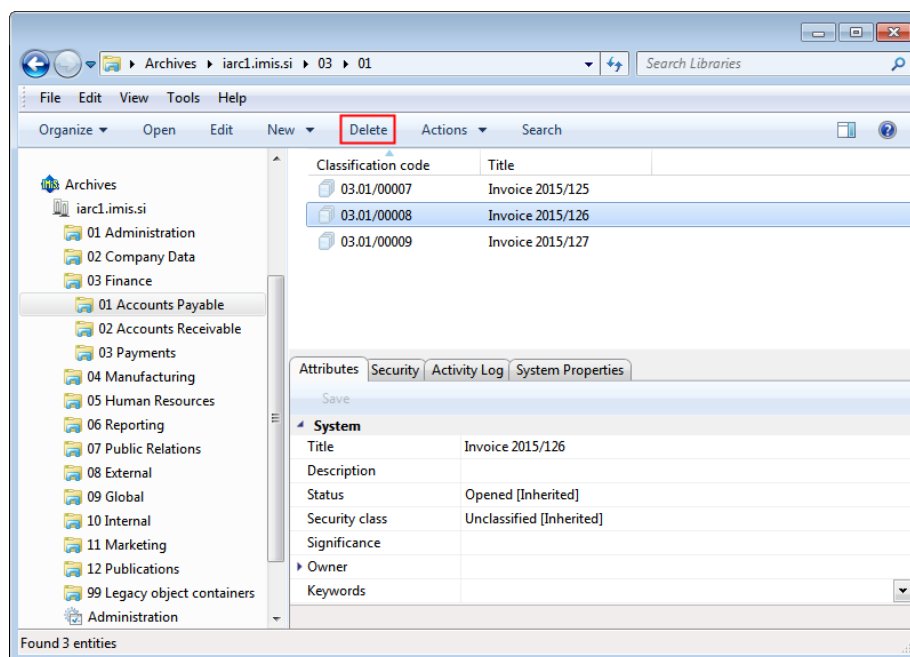 Archives iarc1.imis.si 03 01
Search Libraries
File Edit View Tools Help
Organize Open Edit New Delete Actions Search
Archives
iarc1.imis.si
01 Administration
02 Company Data
03 Finance
01 Accounts Payable
02 Accounts Receivable
03 Payments
04 Manufacturing
05 Human Resources
06 Reporting
07 Public Relations
08 External
09 Global
10 Internal
11 Marketing
12 Publications
99 Legacy object containers
Administration
Classification code Title
03.01/00007 Invoice 2015/125
03.01/00008 Invoice 2015/126
03.01/00009 Invoice 2015/127
Attributes Security Activity Log System Properties
Save
System
Title Invoice 2015/126
Description
Status Opened [Inherited]
Security class Unclassified [Inherited]
Significance
Owner
Keywords
Found 3 entities